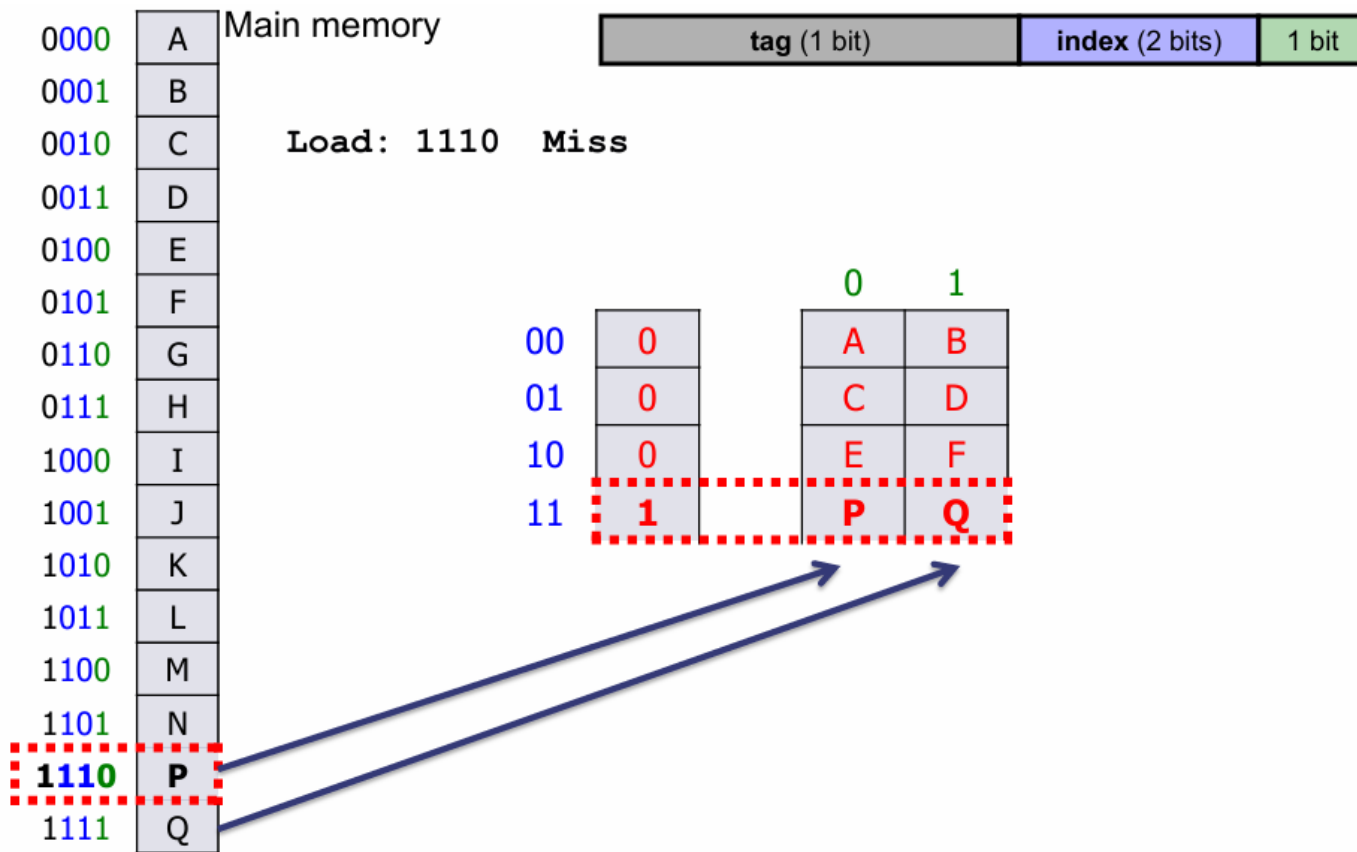 Main memory
tag (1 bit) index (2 bits) 1 bit
0000 A
0001 B
0010 C
Load: 1110 Miss
0011 D
0100 E
0101 F
0110 G
0111 H
1000 I
1001 J
1010 K
1011 L
1100 M
1101 N
1110 P
1111 Q
0 1
00 0 A B
01 0 C D
10 0 E F
11 1 P Q